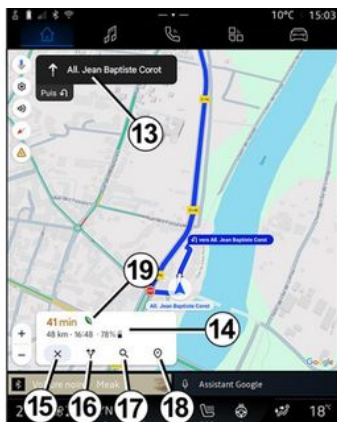 10°C 15:03
All. Jean Baptiste Corot
Puis
13
vers All. Jean Baptiste Corot
All. Jean Baptiste Corot
19
41 min
48 km · 16:48 · 78%
14
Google
Assistant Google
15
16
17
18
18°